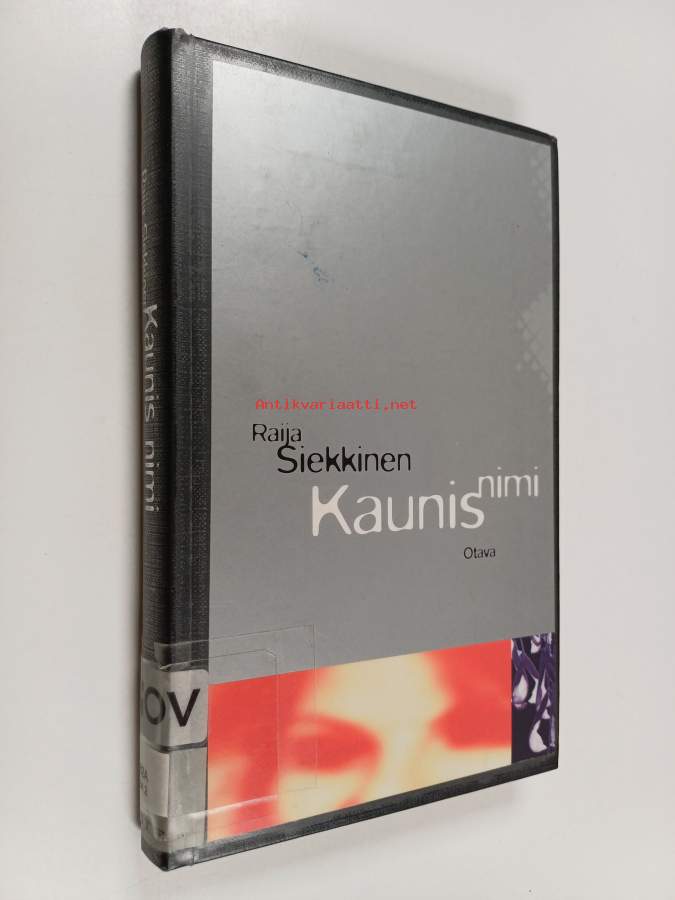 Antikvariaatti.net
Raija
Siekkinen
Kaunis nimi
Otava
Kaunis nimi
OV